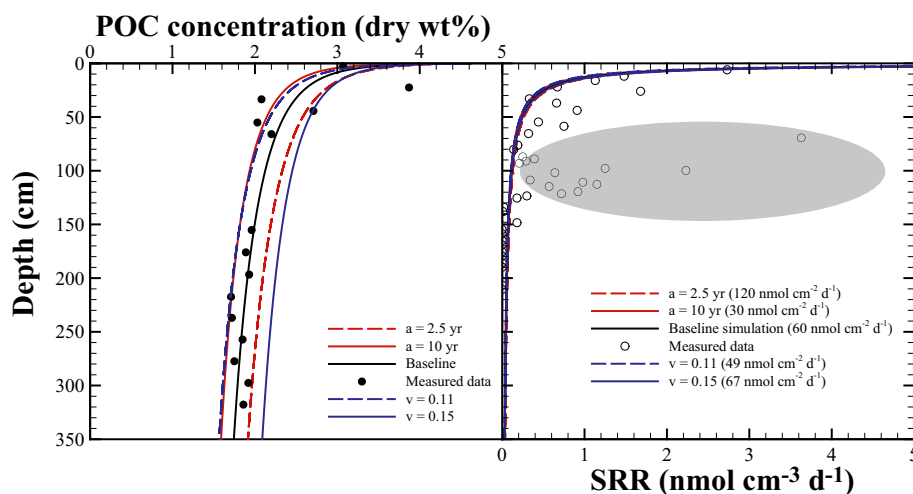 POC concentration (dry wt%)
0 1 2 3 4 5
0
50
100
150
200
250
300
350
Depth (cm)
a = 2.5 yr
a = 10 yr
Baseline
Measured data
v = 0.11
v = 0.15
a = 2.5 yr (120 nmol cm⁻² d⁻¹)
a = 10 yr (30 nmol cm⁻² d⁻¹)
Baseline simulation (60 nmol cm⁻² d⁻¹)
Measured data
v = 0.11 (49 nmol cm⁻² d⁻¹)
v = 0.15 (67 nmol cm⁻² d⁻¹)
0 1 2 3 4 5
SRR (nmol cm⁻³ d⁻¹)